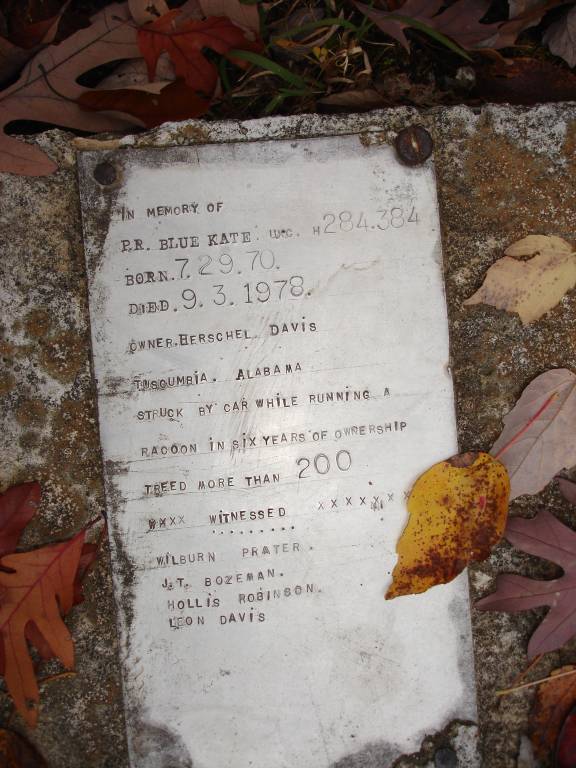 IN MEMORY OF
P.R. BLUE KATE. W.C. H284.384
BORN.7.29.70.
DIED.9.3.1978.
OWNER.HERSCHEL. DAVIS
TUSCUMBIA. ALABAMA
STRUCK BY CAR WHILE RUNNING A
RACOON IN SIX YEARS OF OWNERSHIP
TREED MORE THAN 200
XXXX WITNESSED XXXXXXX
WILBURN PRATER.
J.T. BOZEMAN.
HOLLIS ROBINSON.
LEON DAVIS